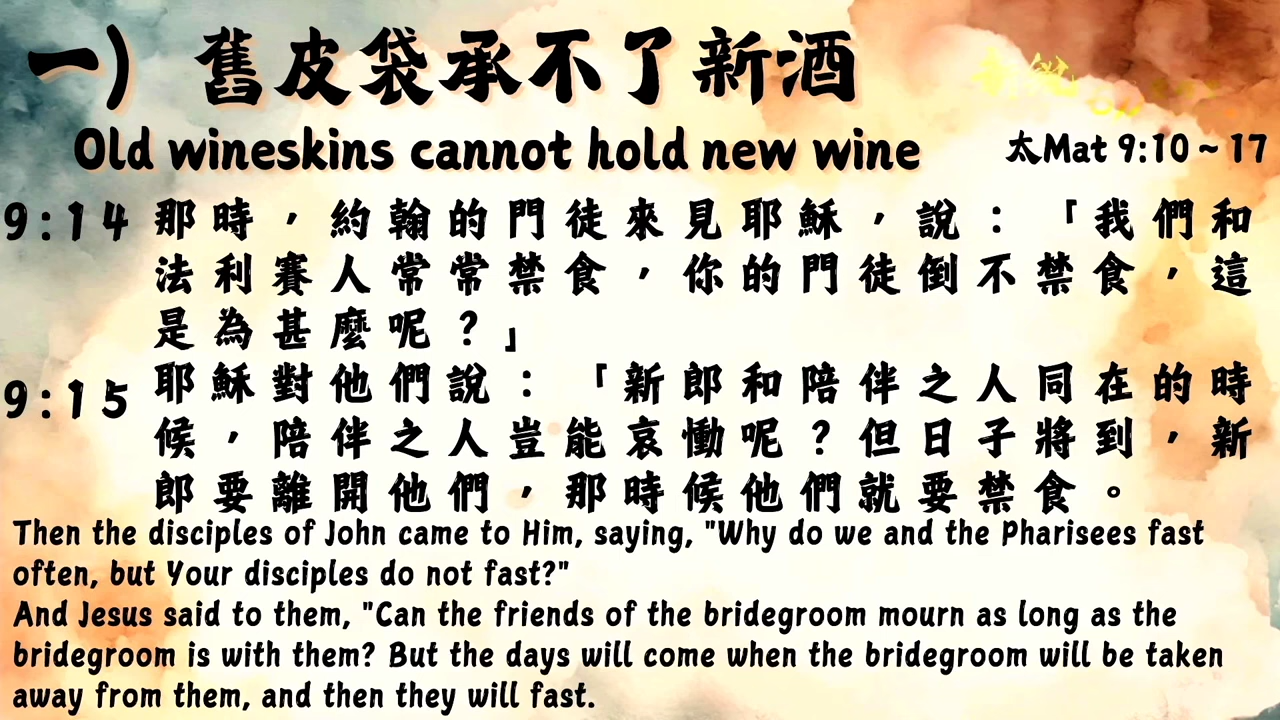 一） 舊皮袋承不了新酒
Old wineskins cannot hold new wine
太Mat 9:10~17
9:14 那時，約翰的門徒來見耶穌，說：「我們和
法利賽人常常禁食，你的門徒倒不禁食，這
是為甚麼呢？」
9:15 耶穌對他們說：「新郎和陪伴之人同在的時
候，陪伴之人豈能哀慟呢？但日子將到，新
郎要離開他們，那時候他們就要禁食。
Then the disciples of John came to Him, saying, "Why do we and the Pharisees fast
often, but Your disciples do not fast?"
And Jesus said to them, "Can the friends of the bridegroom mourn as long as the
bridegroom is with them? But the days will come when the bridegroom will be taken
away from them, and then they will fast.